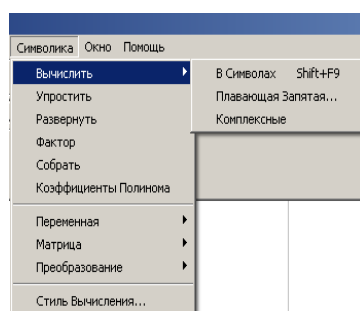 Символика Окно Помощь
Вычислить
Упростить
Развернуть
Фактор
Собрать
Коэффициенты Полинома
Переменная
Матрица
Преобразование
Стиль Вычисления...
В Символах Shift+F9
Плавающая Запятая...
Комплексные